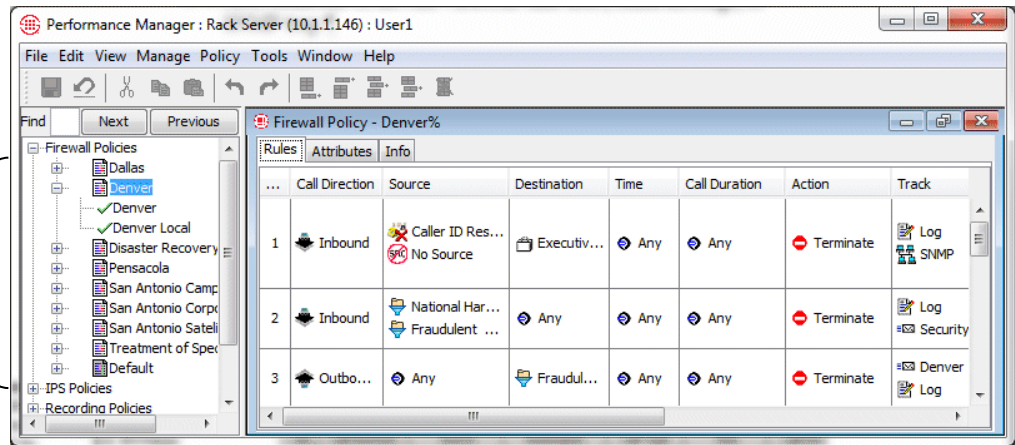 Performance Manager : Rack Server (10.1.1.146) : User1
File Edit View Manage Policy Tools Window Help
Find Next Previous
Firewall Policies
Dallas
Denver
Denver
Denver Local
Disaster Recovery
Pensacola
San Antonio Camp
San Antonio Corpo
San Antonio Sateli
Treatment of Spec
Default
IPS Policies
Recording Policies
Firewall Policy - Denver%
Rules Attributes Info
... Call Direction Source Destination Time Call Duration Action Track
1 Inbound Caller ID Res... No Source Executiv... Any Any Terminate Log SNMP
2 Inbound National Har... Fraudulent ... Any Any Any Terminate Log Security
3 Outbo... Any Fraudul... Any Any Terminate Denver Log